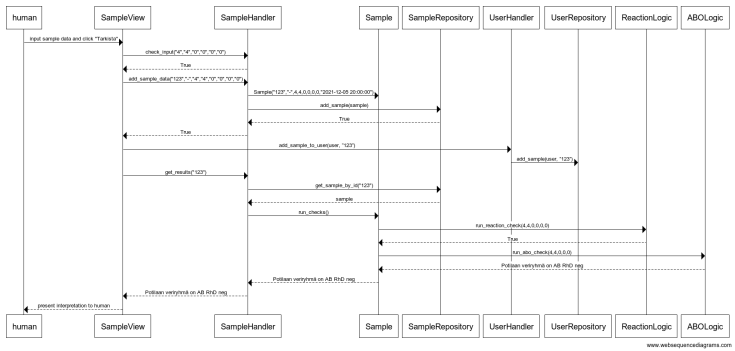 human SampleView SampleHandler Sample SampleRepository UserHandler UserRepository ReactionLogic ABOLogic
input sample data and click "Tarkista"
check_input("4","4","0","0","0","0")
True
add_sample_data("123","-","4","4","0","0","0","0")
Sample("123","-",4,4,0,0,0,0,"2021-12-05 20:00:00")
add_sample(sample)
True
True
add_sample_to_user(user, "123")
add_sample(user, "123")
get_results("123")
get_sample_by_id("123")
sample
run_checks()
run_reaction_check(4,4,0,0,0,0)
True
run_abo_check(4,4,0,0,0)
Potilaan veriryhmä on AB RhD neg
Potilaan veriryhmä on AB RhD neg
Potilaan veriryhmä on AB RhD neg
present interpretation to human
human SampleView SampleHandler Sample SampleRepository UserHandler UserRepository ReactionLogic ABOLogic
www.websequencediagrams.com